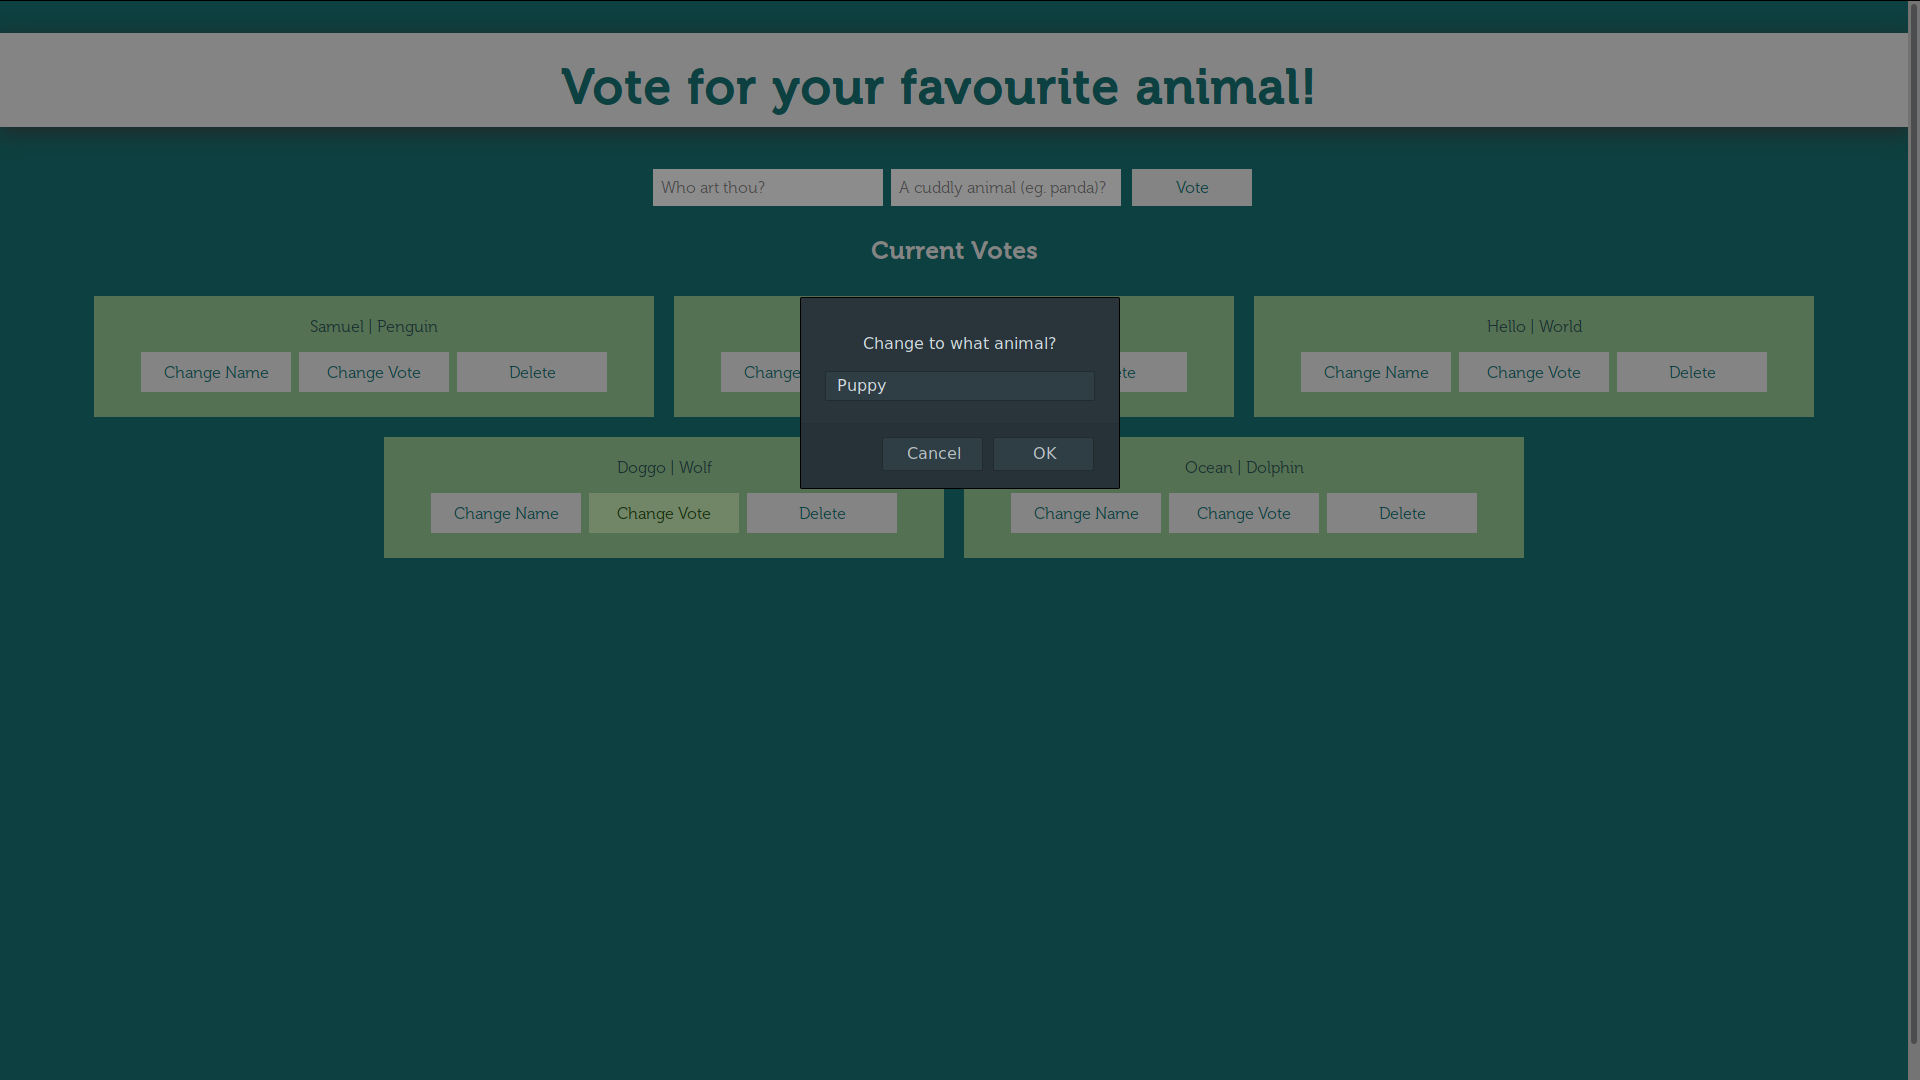 Vote for your favourite animal!
Who art thou?
A cuddly animal (eg. panda)?
Vote
Current Votes
Samuel | Penguin
Change Name
Change Vote
Delete
Change
Hello | World
Change Name
Change Vote
Delete
Change to what animal?
Puppy
Cancel
OK
Doggo | Wolf
Change Name
Change Vote
Delete
Ocean | Dolphin
Change Name
Change Vote
Delete